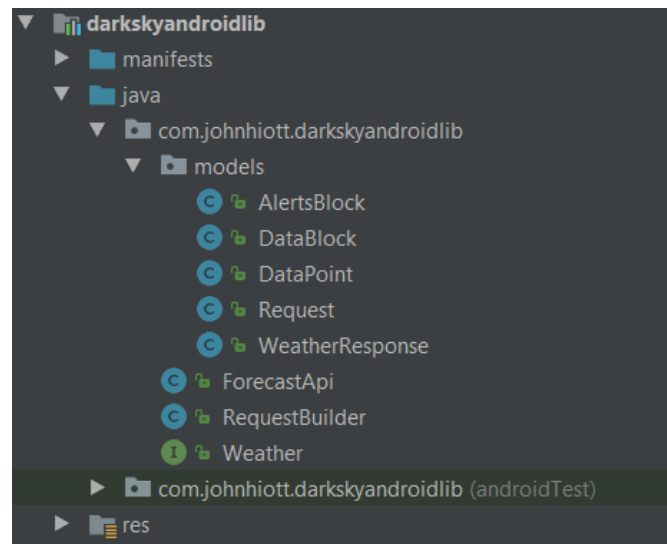 darkskyandroidlib
manifests
java
com.johnhiott.darkskyandroidlib
models
C AlertsBlock
C DataBlock
C DataPoint
C Request
C WeatherResponse
C ForecastApi
C RequestBuilder
I Weather
com.johnhiott.darkskyandroidlib (androidTest)
res